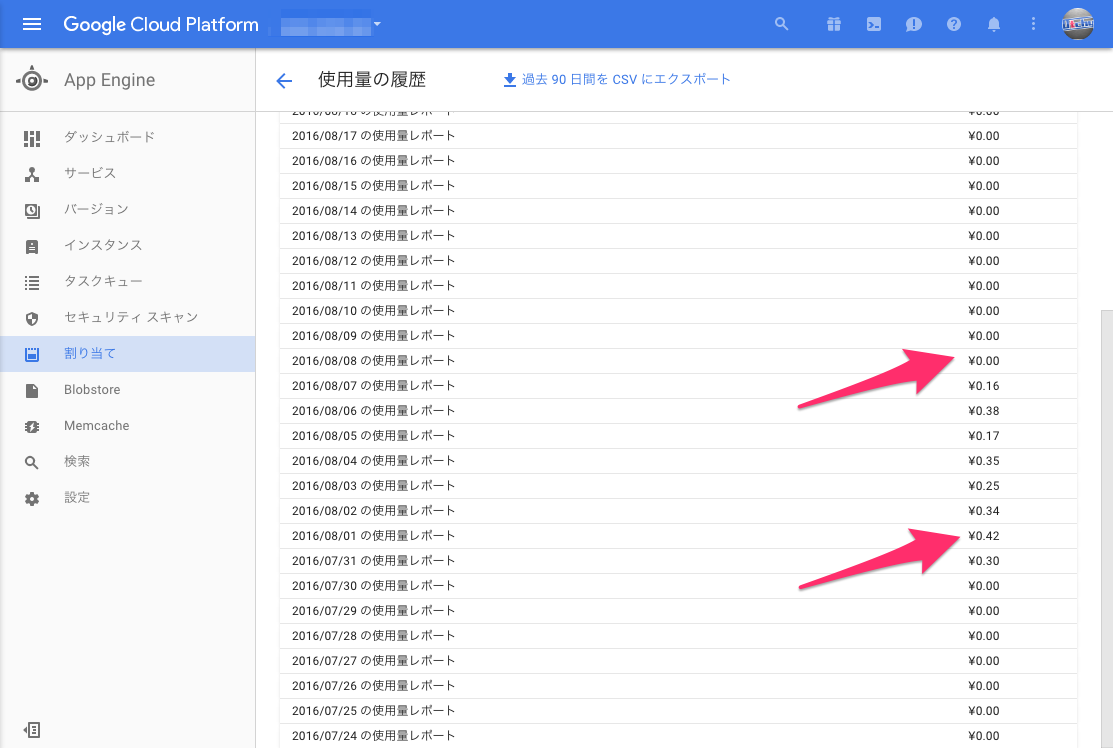 Google Cloud Platform
App Engine
使用量の履歴
過去 90 日間を CSV にエクスポート
ダッシュボード
サービス
バージョン
インスタンス
タスクキュー
セキュリティ スキャン
割り当て
Blobstore
Memcache
検索
設定
2016/08/17 の使用量レポート ¥0.00
2016/08/16 の使用量レポート ¥0.00
2016/08/15 の使用量レポート ¥0.00
2016/08/14 の使用量レポート ¥0.00
2016/08/13 の使用量レポート ¥0.00
2016/08/12 の使用量レポート ¥0.00
2016/08/11 の使用量レポート ¥0.00
2016/08/10 の使用量レポート ¥0.00
2016/08/09 の使用量レポート ¥0.00
2016/08/08 の使用量レポート ¥0.00
2016/08/07 の使用量レポート ¥0.16
2016/08/06 の使用量レポート ¥0.38
2016/08/05 の使用量レポート ¥0.17
2016/08/04 の使用量レポート ¥0.35
2016/08/03 の使用量レポート ¥0.25
2016/08/02 の使用量レポート ¥0.34
2016/08/01 の使用量レポート ¥0.42
2016/07/31 の使用量レポート ¥0.30
2016/07/30 の使用量レポート ¥0.00
2016/07/29 の使用量レポート ¥0.00
2016/07/28 の使用量レポート ¥0.00
2016/07/27 の使用量レポート ¥0.00
2016/07/26 の使用量レポート ¥0.00
2016/07/25 の使用量レポート ¥0.00
2016/07/24 の使用量レポート ¥0.00